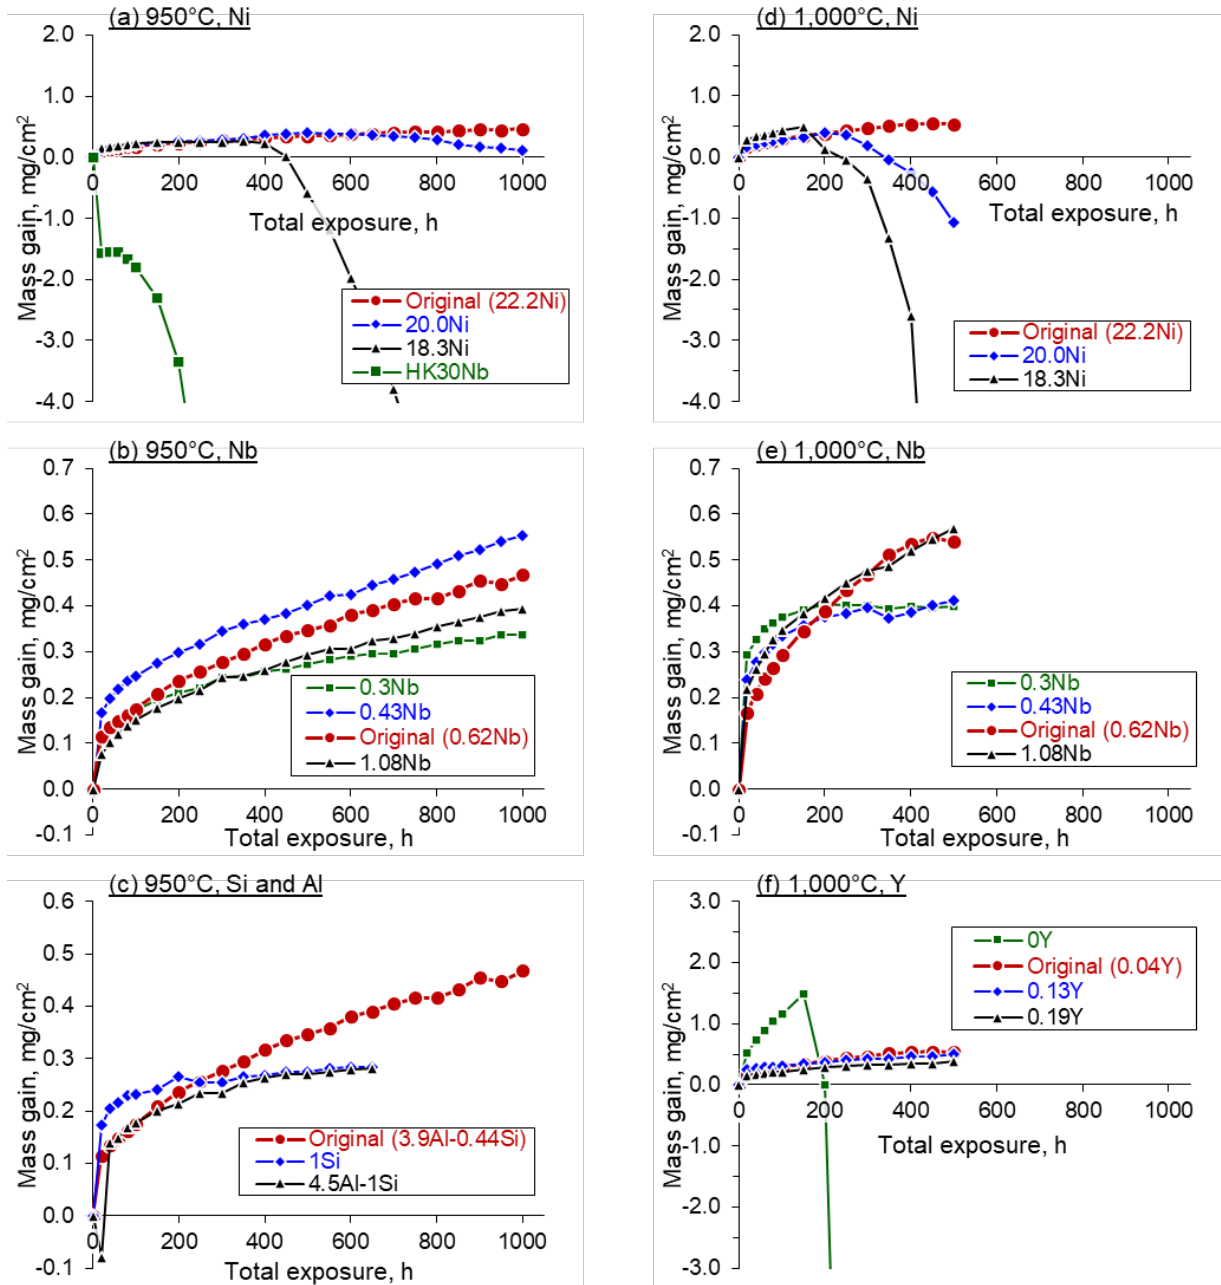 (a) 950°C, Ni
Mass gain, mg/cm²
2.0
1.0
0.0
-1.0
-2.0
-3.0
-4.0
0
200
400
600
800
1000
Total exposure, h
Original (22.2Ni)
20.0Ni
18.3Ni
HK30Nb
(d) 1,000°C, Ni
Mass gain, mg/cm²
2.0
1.0
0.0
-1.0
-2.0
-3.0
-4.0
0
200
400
600
800
1000
Total exposure, h
Original (22.2Ni)
20.0Ni
18.3Ni
(b) 950°C, Nb
Mass gain, mg/cm²
0.7
0.6
0.5
0.4
0.3
0.2
0.1
0.0
-0.1
0
200
400
600
800
1000
Total exposure, h
0.3Nb
0.43Nb
Original (0.62Nb)
1.08Nb
(e) 1,000°C, Nb
Mass gain, mg/cm²
0.7
0.6
0.5
0.4
0.3
0.2
0.1
0.0
-0.1
0
200
400
600
800
1000
Total exposure, h
0.3Nb
0.43Nb
Original (0.62Nb)
1.08Nb
(c) 950°C, Si and Al
Mass gain, mg/cm²
0.6
0.5
0.4
0.3
0.2
0.1
0.0
-0.1
0
200
400
600
800
1000
Total exposure, h
Original (3.9Al-0.44Si)
1Si
4.5Al-1Si
(f) 1,000°C, Y
Mass gain, mg/cm²
3.0
2.0
1.0
0.0
-1.0
-2.0
-3.0
0
200
400
600
800
1000
Total exposure, h
0Y
Original (0.04Y)
0.13Y
0.19Y